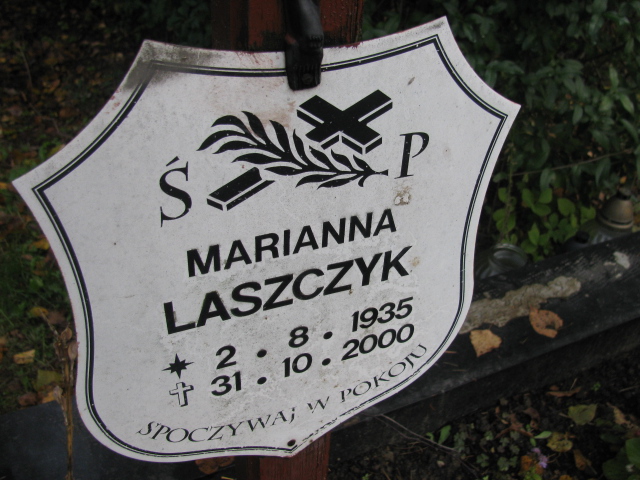 Ś P
MARIANNA
LASZCZYK
2 • 8 • 1935
31 • 10 • 2000
SPOCZYWAJ W POKOJU